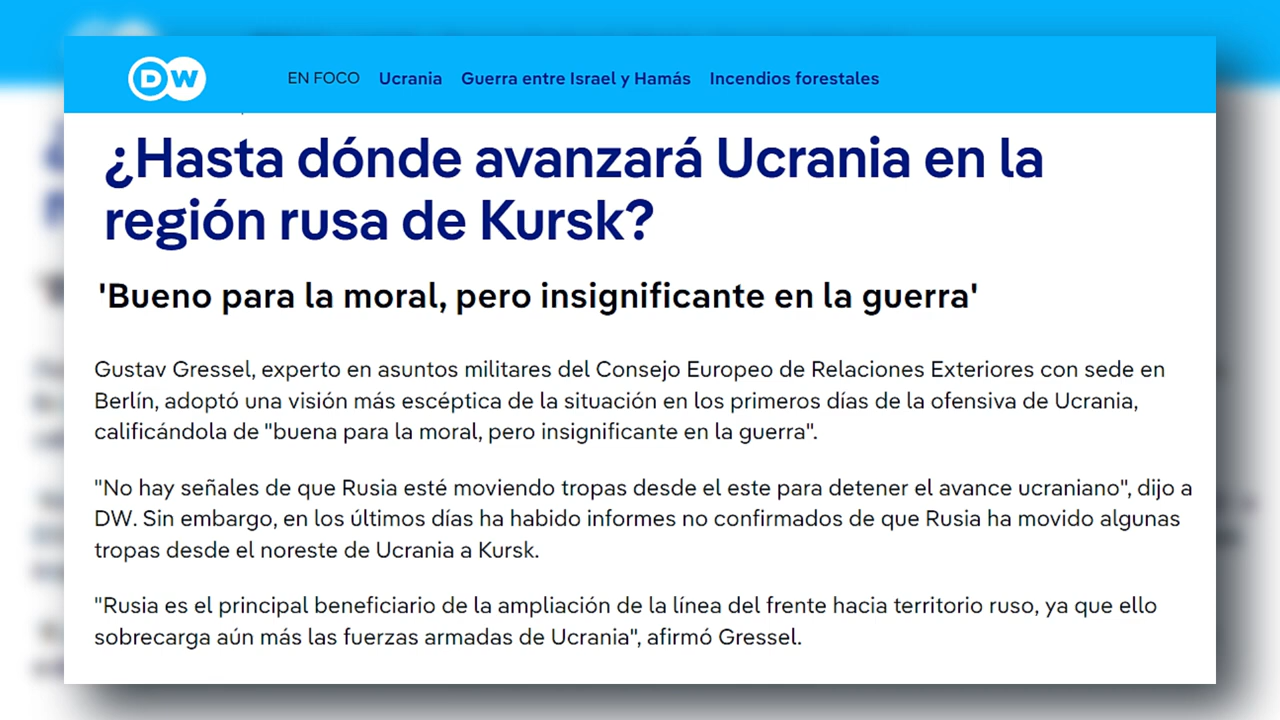 DW
EN FOCO Ucrania Guerra entre Israel y Hamás Incendios forestales
¿Hasta dónde avanzará Ucrania en la
región rusa de Kursk?
'Bueno para la moral, pero insignificante en la guerra'
Gustav Gressel, experto en asuntos militares del Consejo Europeo de Relaciones Exteriores con sede en
Berlín, adoptó una visión más escéptica de la situación en los primeros días de la ofensiva de Ucrania,
calificándola de "buena para la moral, pero insignificante en la guerra".
"No hay señales de que Rusia esté moviendo tropas desde el este para detener el avance ucraniano", dijo a
DW. Sin embargo, en los últimos días ha habido informes no confirmados de que Rusia ha movido algunas
tropas desde el noreste de Ucrania a Kursk.
"Rusia es el principal beneficiario de la ampliación de la línea del frente hacia territorio ruso, ya que ello
sobrecarga aún más las fuerzas armadas de Ucrania", afirmó Gressel.